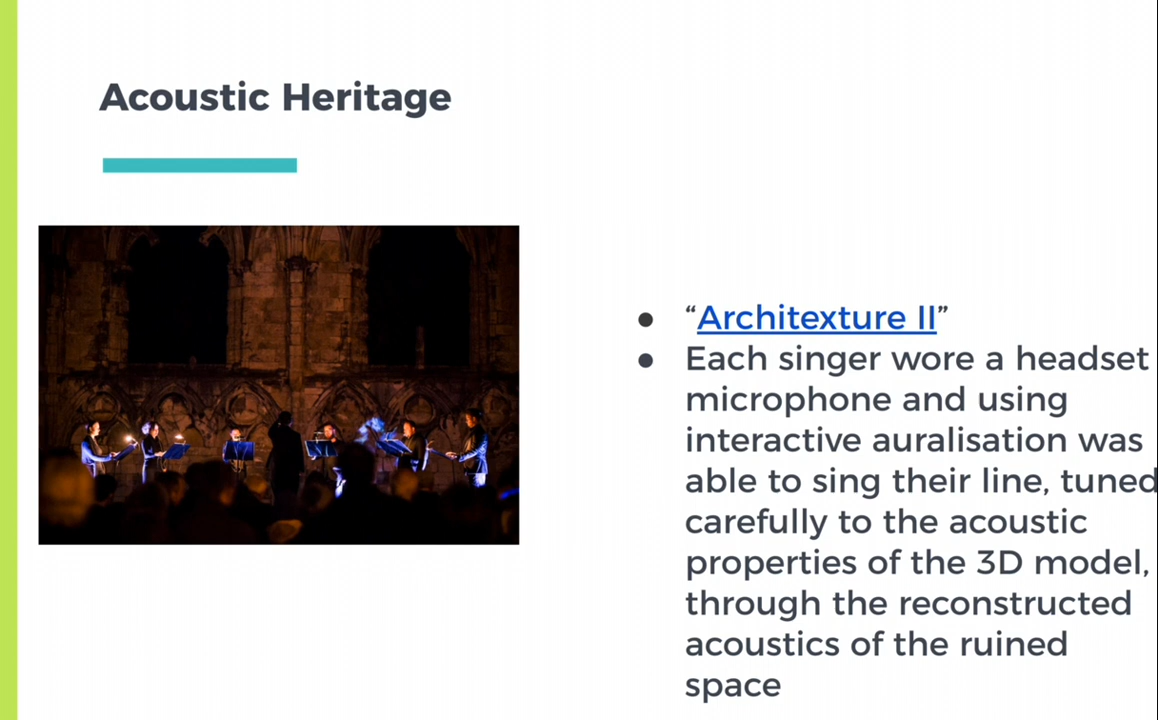 Acoustic Heritage
● “Architexture II”
● Each singer wore a headset
microphone and using
interactive auralisation was
able to sing their line, tuned
carefully to the acoustic
properties of the 3D model,
through the reconstructed
acoustics of the ruined
space